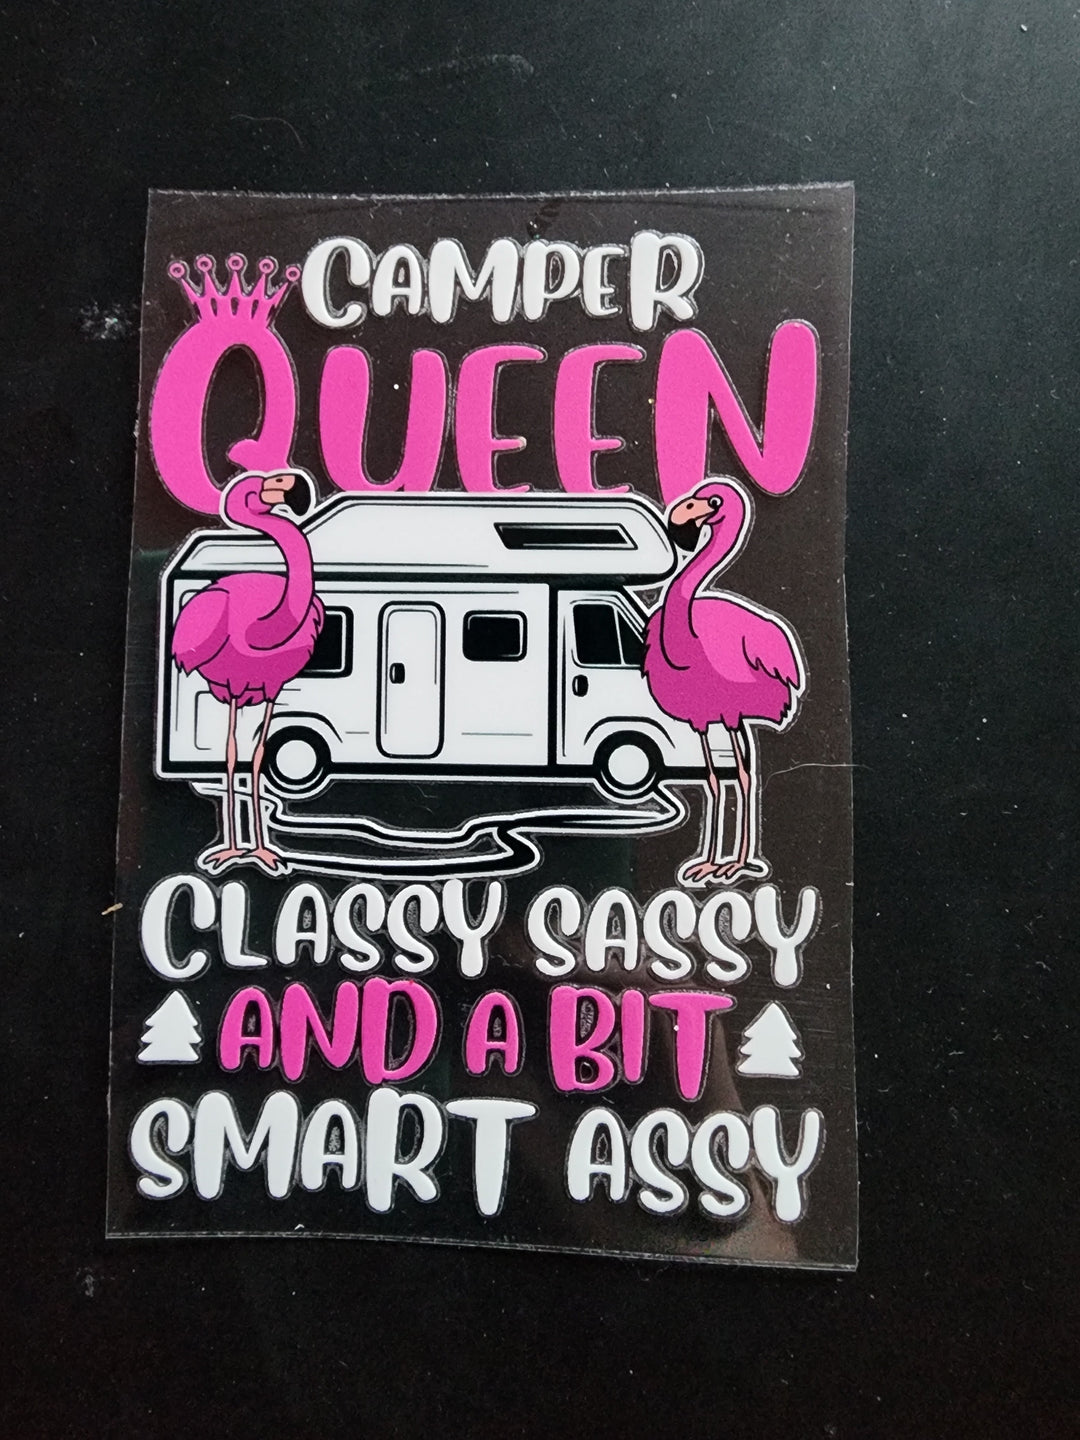 CAMPER
QUEEN
CLASSY SASSY
AND A BIT
SMART ASSY